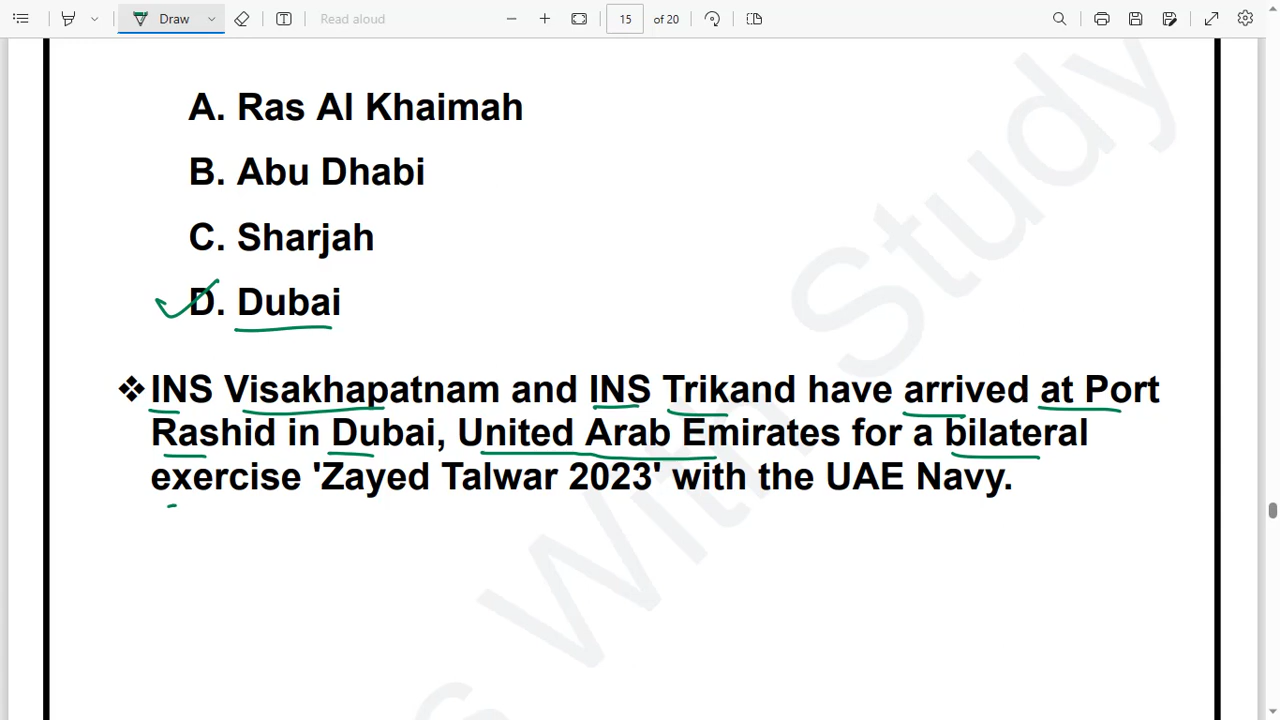 Draw
Read aloud
15 of 20
A. Ras Al Khaimah
B. Abu Dhabi
C. Sharjah
D. Dubai
❖INS Visakhapatnam and INS Trikand have arrived at Port
Rashid in Dubai, United Arab Emirates for a bilateral
exercise 'Zayed Talwar 2023' with the UAE Navy.
With Study